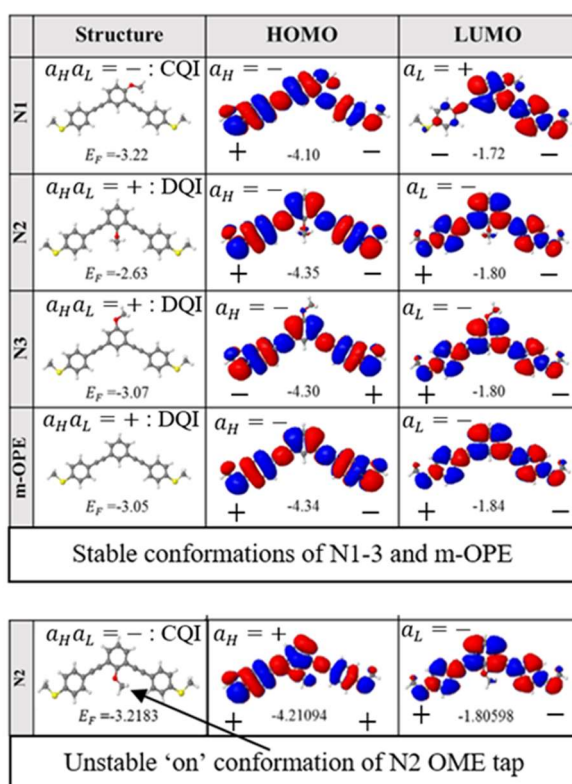 Structure HOMO LUMO
N1
a_H a_L = − : CQI a_H = − a_L = +
E_F =-3.22 + -4.10 − − -1.72 −
N2
a_H a_L = + : DQI a_H = − a_L = −
E_F =-2.63 + -4.35 − + -1.80 −
N3
a_H a_L = + : DQI a_H = − a_L = −
E_F =-3.07 − -4.30 + + -1.80 −
m-OPE
a_H a_L = + : DQI a_H = − a_L = −
E_F =-3.05 + -4.34 − + -1.84 −
Stable conformations of N1-3 and m-OPE
N2
a_H a_L = − : CQI a_H = + a_L = −
E_F =-3.2183 + -4.21094 + + -1.80598 −
Unstable ‘on’ conformation of N2 OME tap